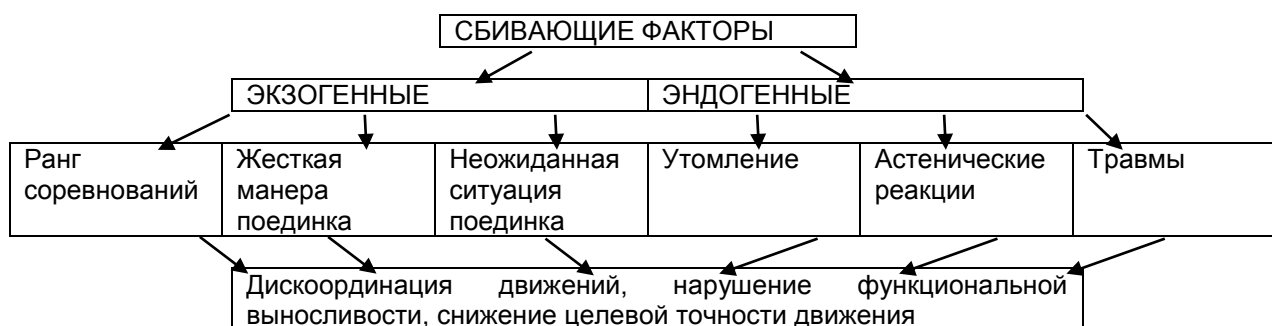 СБИВАЮЩИЕ ФАКТОРЫ
ЭКЗОГЕННЫЕ
ЭНДОГЕННЫЕ
Ранг
соревнований
Жесткая
манера
поединка
Неожиданная
ситуация
поединка
Утомление
Астенические
реакции
Травмы
Дискоординация движений, нарушение функциональной
выносливости, снижение целевой точности движения